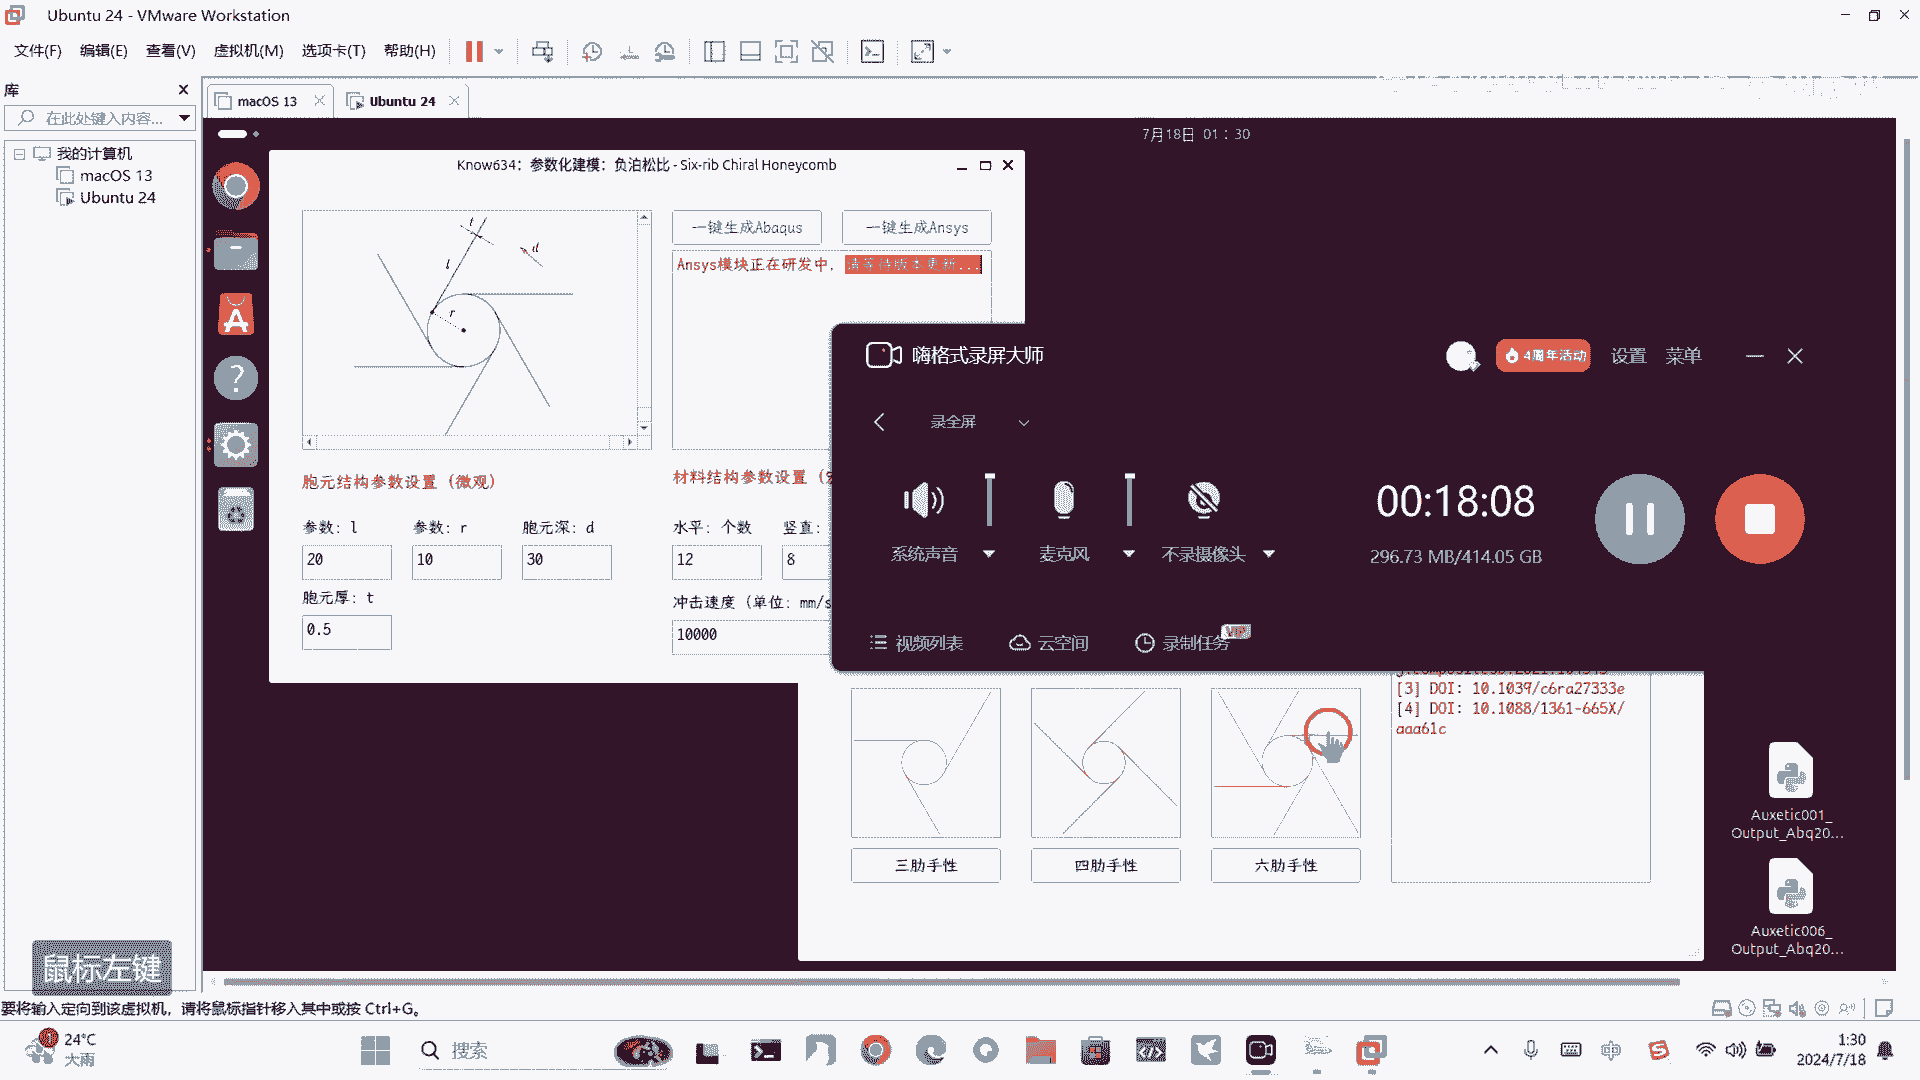 Ubuntu 24 - VMware Workstation
文件(F) 编辑(E) 查看(V) 虚拟机(M) 选项卡(T) 帮助(H)
库
在此处键入内容...
我的计算机
macOS 13
Ubuntu 24
macOS 13
Ubuntu 24
7月18日 01：30
Know634：参数化建模：负泊松比 - Six-rib Chiral Honeycomb
t
d
l
r
一键生成Abaqus
一键生成Ansys
Ansys模块正在研发中，请等待版本更新...
胞元结构参数设置（微观）
参数：l
参数：r
胞元深：d
20
10
30
胞元厚：t
0.5
材料结构参数设置（
水平：个数
竖直：
12
8
冲击速度（单位：mm/s
10000
嗨格式录屏大师
4周年活动
设置
菜单
录全屏
系统声音
麦克风
不录摄像头
00:18:08
296.73 MB/414.05 GB
视频列表
云空间
录制任务
VIP
[3] DOI: 10.1039/c6ra27333e
[4] DOI: 10.1088/1361-665X/
aaa61c
三肋手性
四肋手性
六肋手性
Auxetic001_
Output_Abq20...
Auxetic006_
Output_Abq20...
鼠标左键
要将输入定向到该虚拟机，请将鼠标指针移入其中或按 Ctrl+G。
24°C
大雨
搜索
中
1:30
2024/7/18